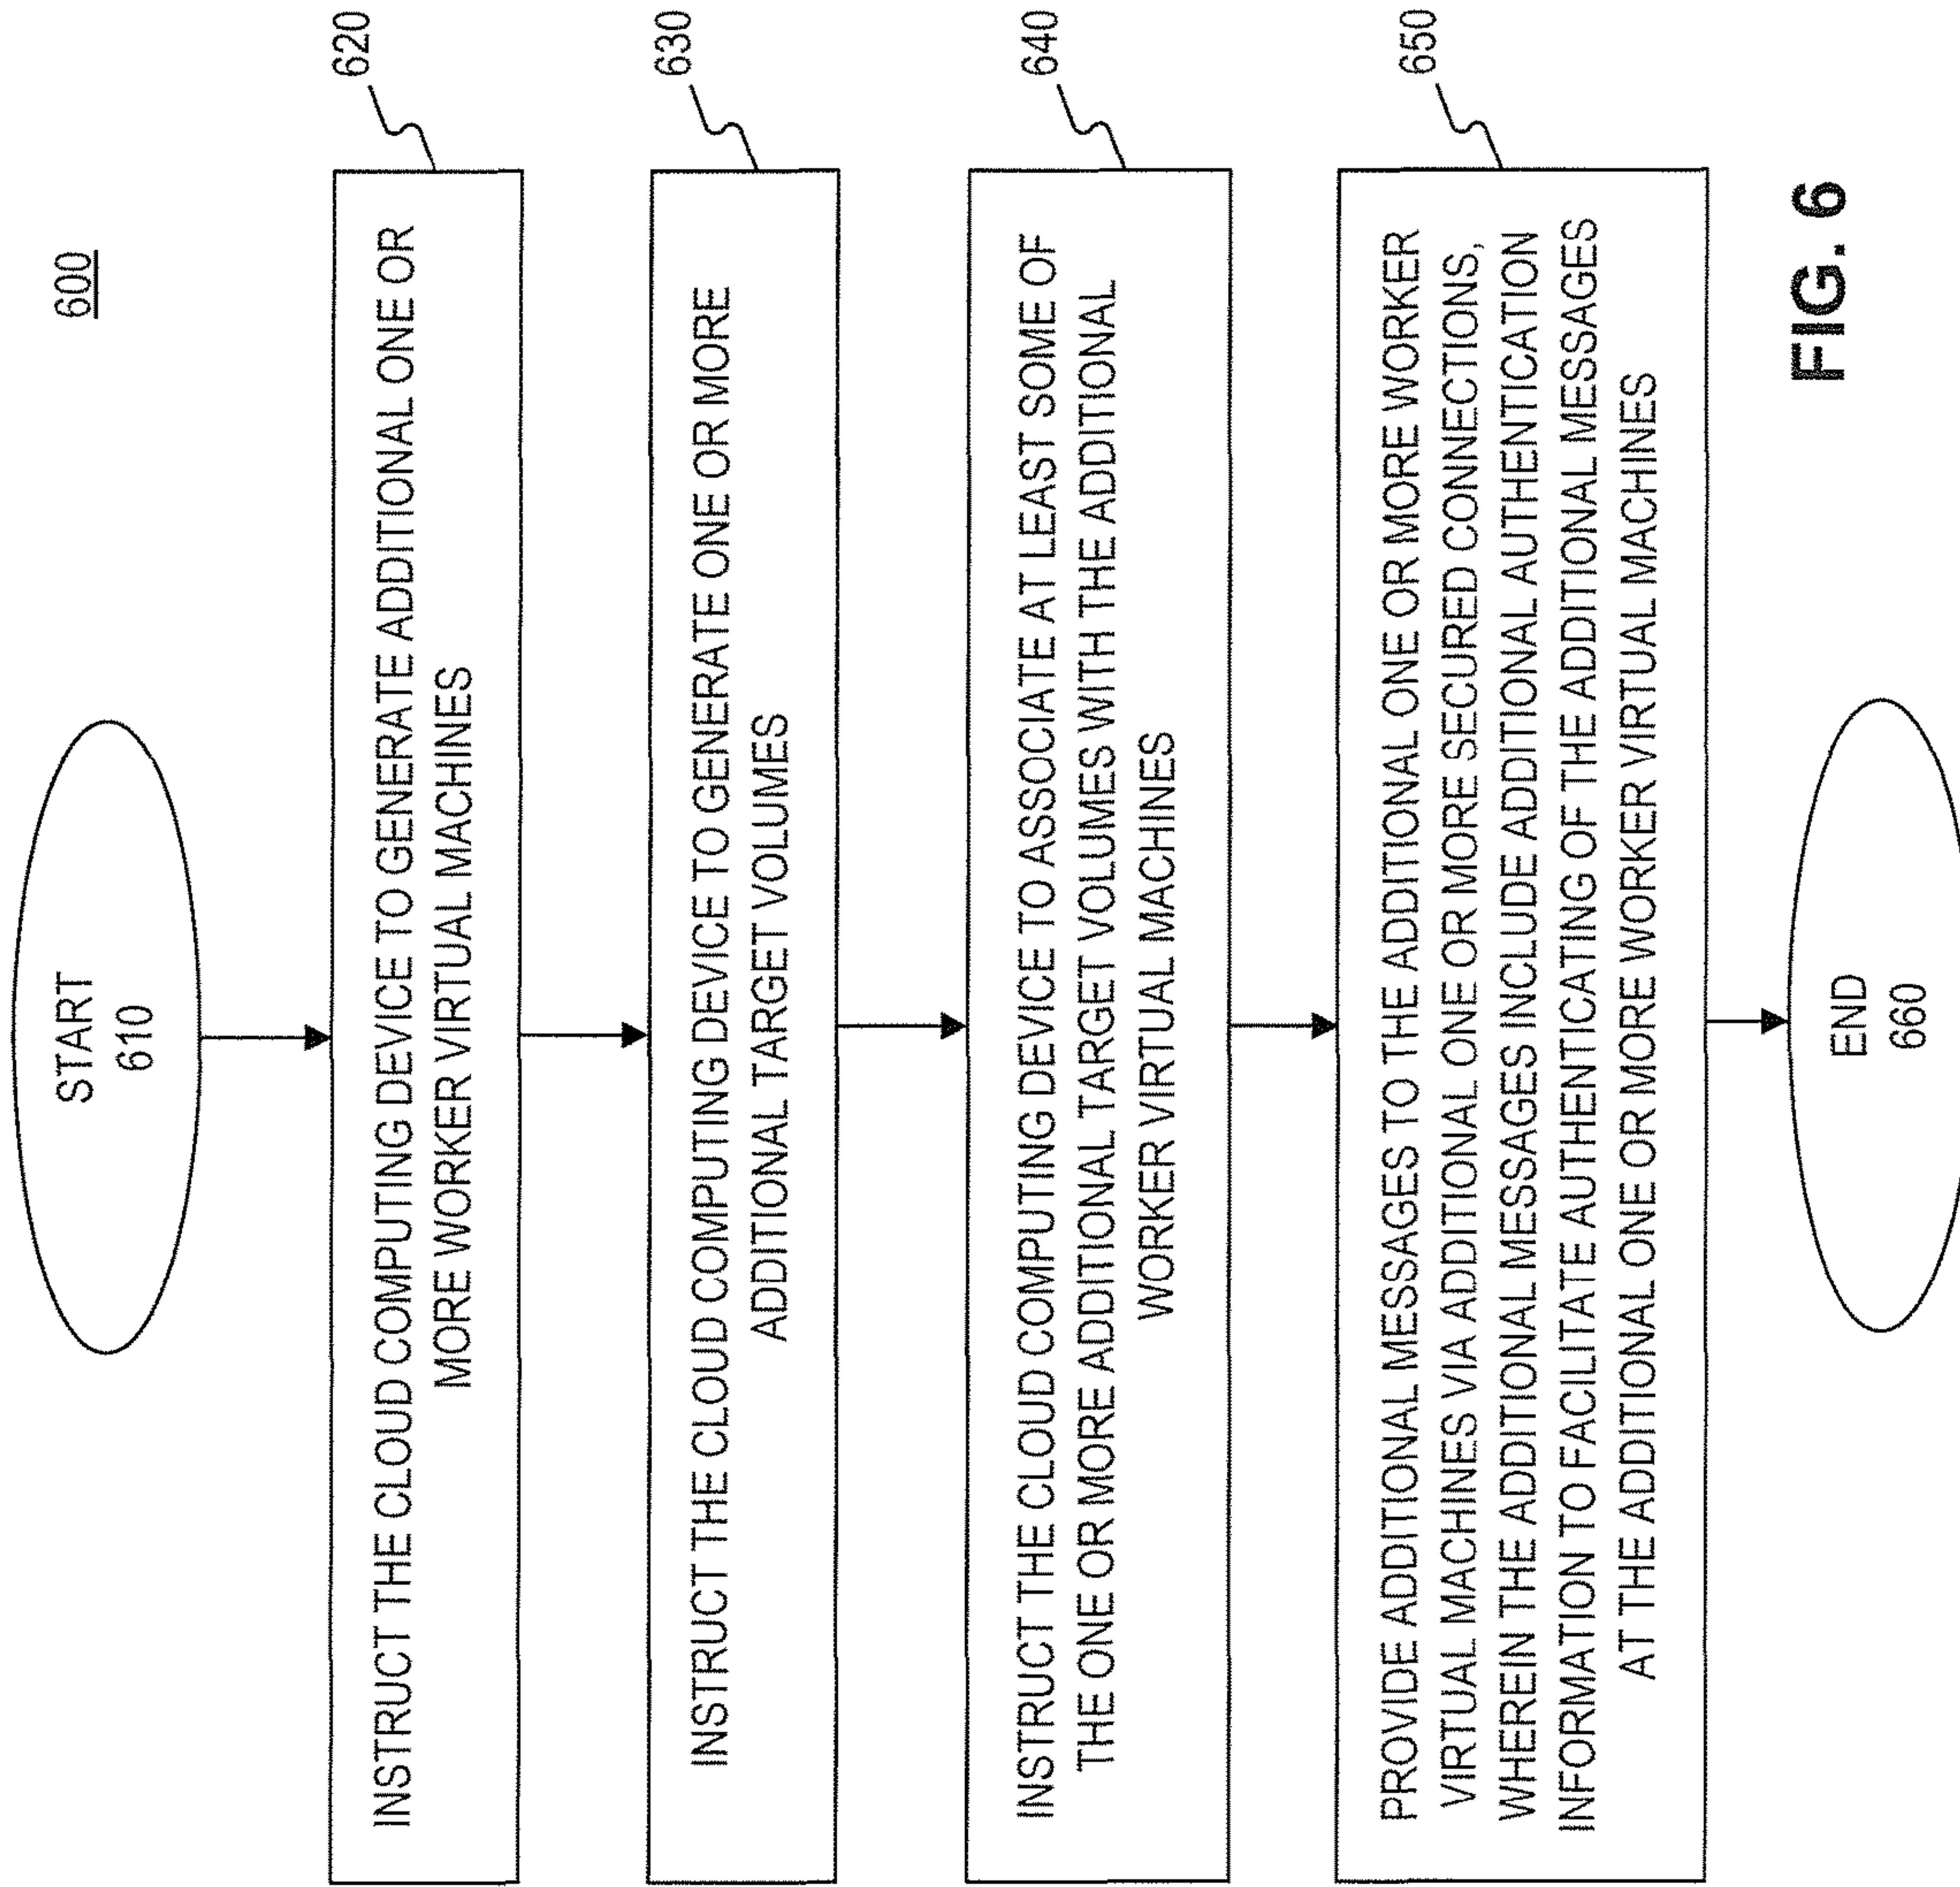 600
START
610
620
INSTRUCT THE CLOUD COMPUTING DEVICE TO GENERATE ADDITIONAL ONE OR
MORE WORKER VIRTUAL MACHINES
630
INSTRUCT THE CLOUD COMPUTING DEVICE TO GENERATE ONE OR MORE
ADDITIONAL TARGET VOLUMES
640
INSTRUCT THE CLOUD COMPUTING DEVICE TO ASSOCIATE AT LEAST SOME OF
THE ONE OR MORE ADDITIONAL TARGET VOLUMES WITH THE ADDITIONAL
WORKER VIRTUAL MACHINES
650
PROVIDE ADDITIONAL MESSAGES TO THE ADDITIONAL ONE OR MORE WORKER
VIRTUAL MACHINES VIA ADDITIONAL ONE OR MORE SECURED CONNECTIONS,
WHEREIN THE ADDITIONAL MESSAGES INCLUDE ADDITIONAL AUTHENTICATION
INFORMATION TO FACILITATE AUTHENTICATING OF THE ADDITIONAL MESSAGES
AT THE ADDITIONAL ONE OR MORE WORKER VIRTUAL MACHINES
END
660
FIG. 6